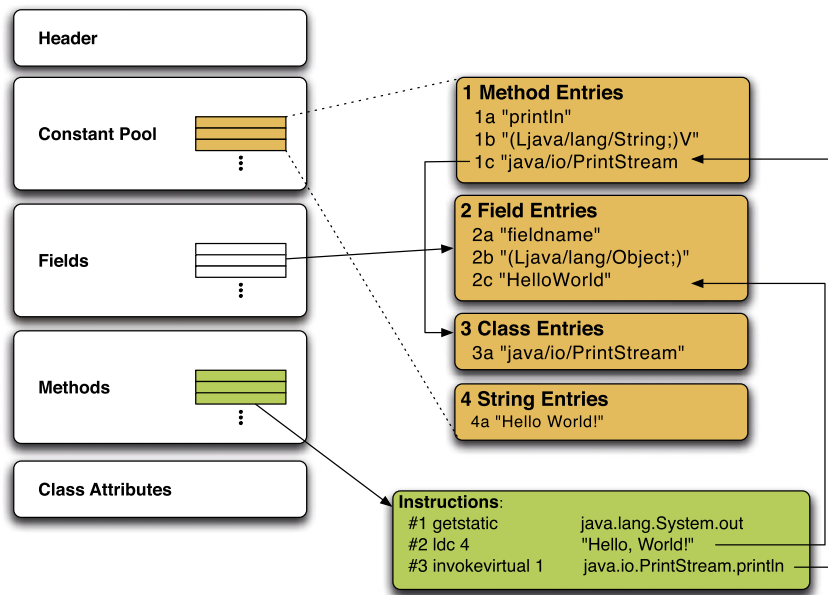 Header
Constant Pool
Fields
Methods
Class Attributes
1 Method Entries
1a "println"
1b "(Ljava/lang/String;)V"
1c "java/io/PrintStream
2 Field Entries
2a "fieldname"
2b "(Ljava/lang/Object;)"
2c "HelloWorld"
3 Class Entries
3a "java/io/PrintStream"
4 String Entries
4a "Hello World!"
Instructions:
#1 getstatic java.lang.System.out
#2 ldc 4 "Hello, World!"
#3 invokevirtual 1 java.io.PrintStream.println